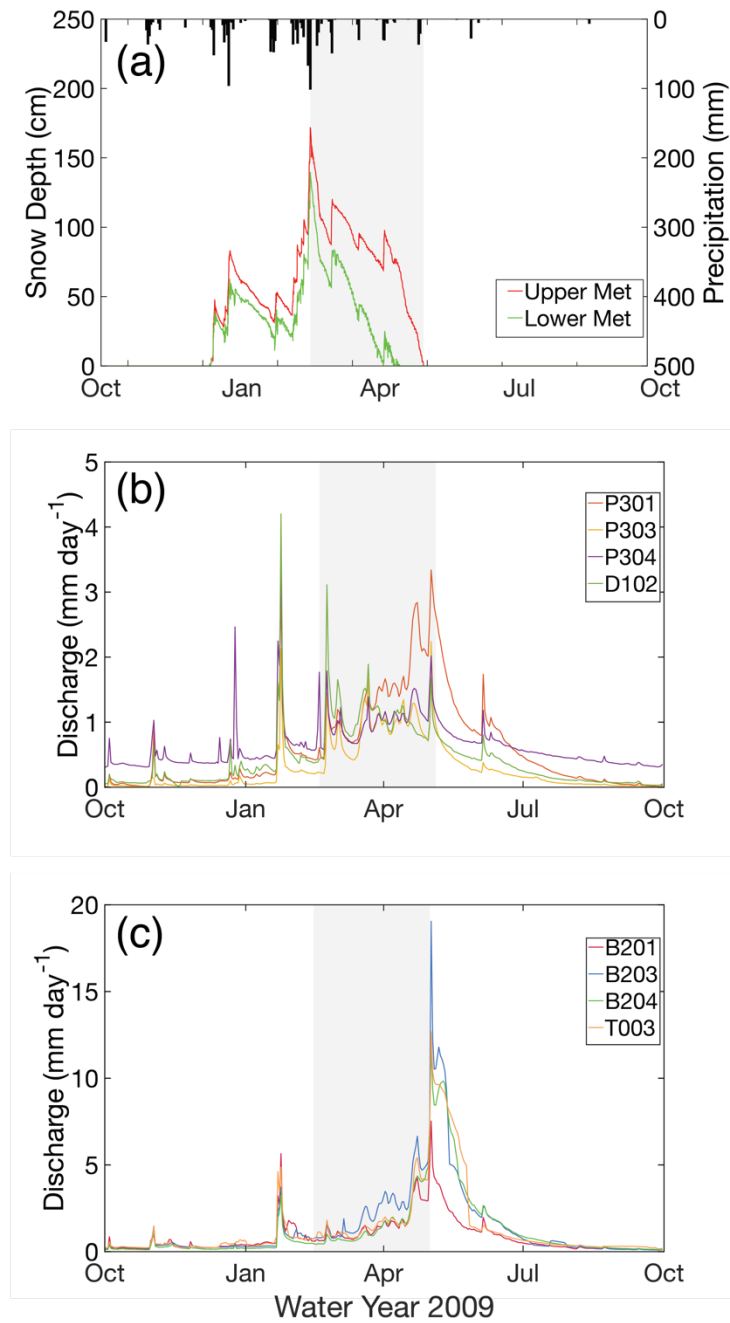 250
200
150
100
50
0
Snow Depth (cm)
(a)
0
100
200
300
400
500
Precipitation (mm)
Upper Met
Lower Met
Oct
Jan
Apr
Jul
Oct
5
4
3
2
1
0
Discharge (mm day-1)
(b)
P301
P303
P304
D102
Oct
Jan
Apr
Jul
Oct
20
15
10
5
0
Discharge (mm day-1)
(c)
B201
B203
B204
T003
Oct
Jan
Apr
Jul
Oct
Water Year 2009